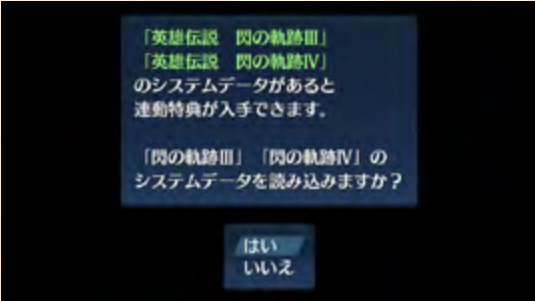 「英雄伝説　閃の軌跡Ⅲ」
「英雄伝説　閃の軌跡Ⅳ」
のシステムデータがあると
連動特典が入手できます。
「閃の軌跡Ⅲ」「閃の軌跡Ⅳ」の
システムデータを読み込みますか？
はい
いいえ